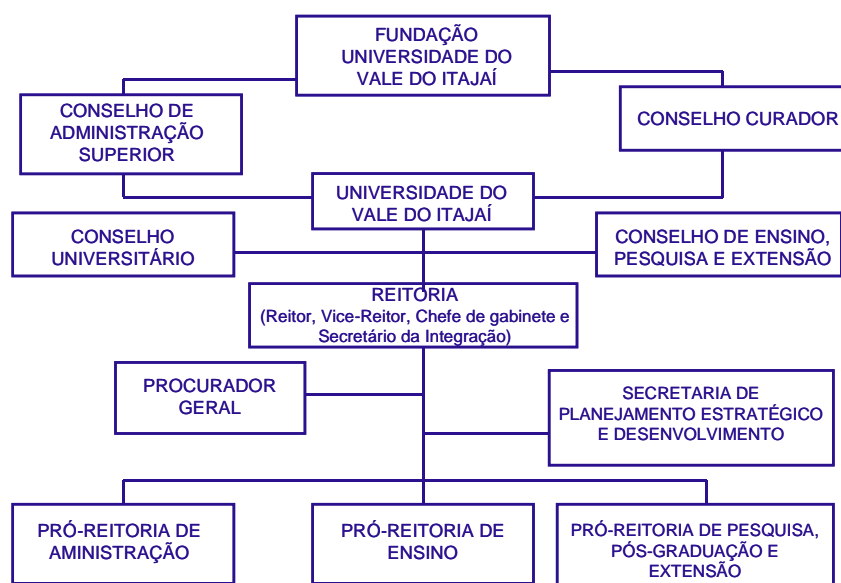 FUNDAÇÃO
UNIVERSIDADE DO
VALE DO ITAJAÍ
CONSELHO DE
ADMINISTRAÇÃO
SUPERIOR
CONSELHO CURADOR
UNIVERSIDADE DO
VALE DO ITAJAÍ
CONSELHO
UNIVERSITÁRIO
CONSELHO DE ENSINO,
PESQUISA E EXTENSÃO
REITORIA
(Reitor, Vice-Reitor, Chefe de gabinete e
Secretário da Integração)
PROCURADOR
GERAL
SECRETARIA DE
PLANEJAMENTO ESTRATÉGICO
E DESENVOLVIMENTO
PRÓ-REITORIA DE
AMINISTRAÇÃO
PRÓ-REITORIA DE
ENSINO
PRÓ-REITORIA DE PESQUISA,
PÓS-GRADUAÇÃO E
EXTENSÃO